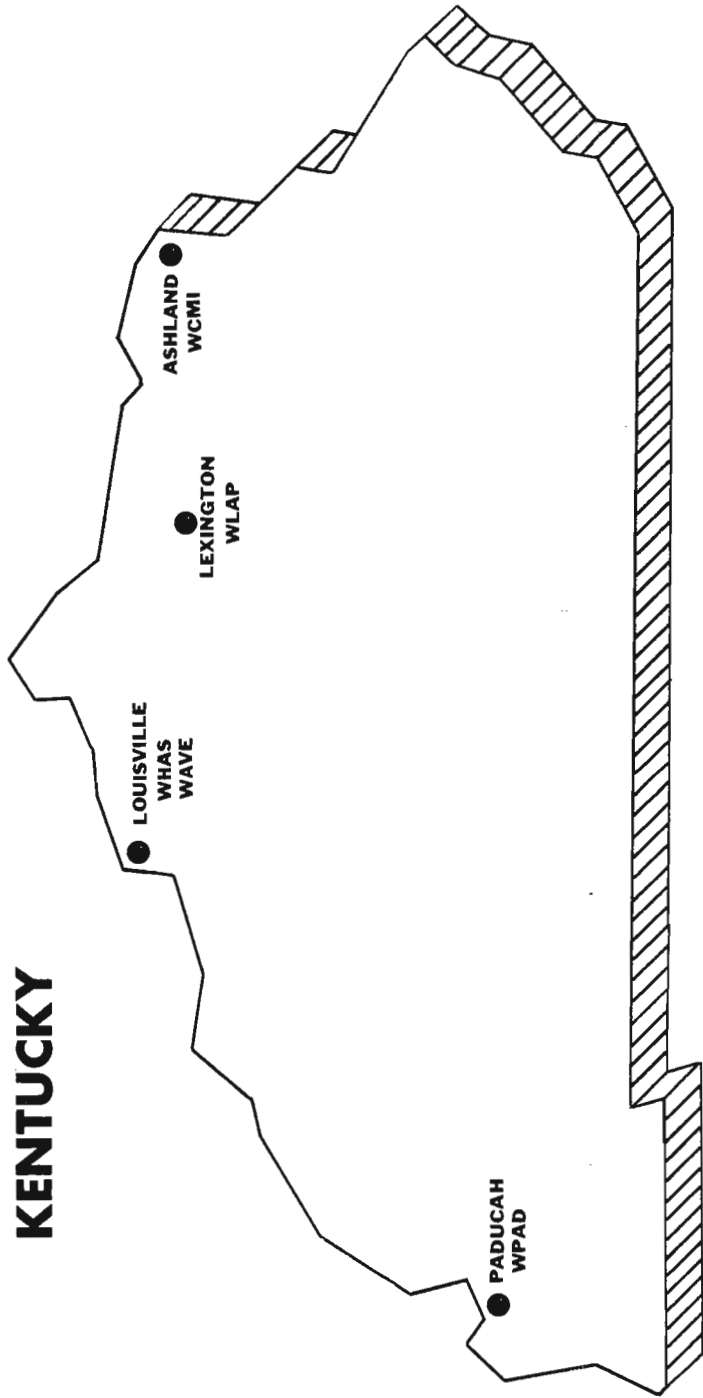 KENTUCKY
LOUISVILLE
WHAS
WAVE
LEXINGTON
WLAP
ASHLAND
WCMI
PADUCAH
WPAD